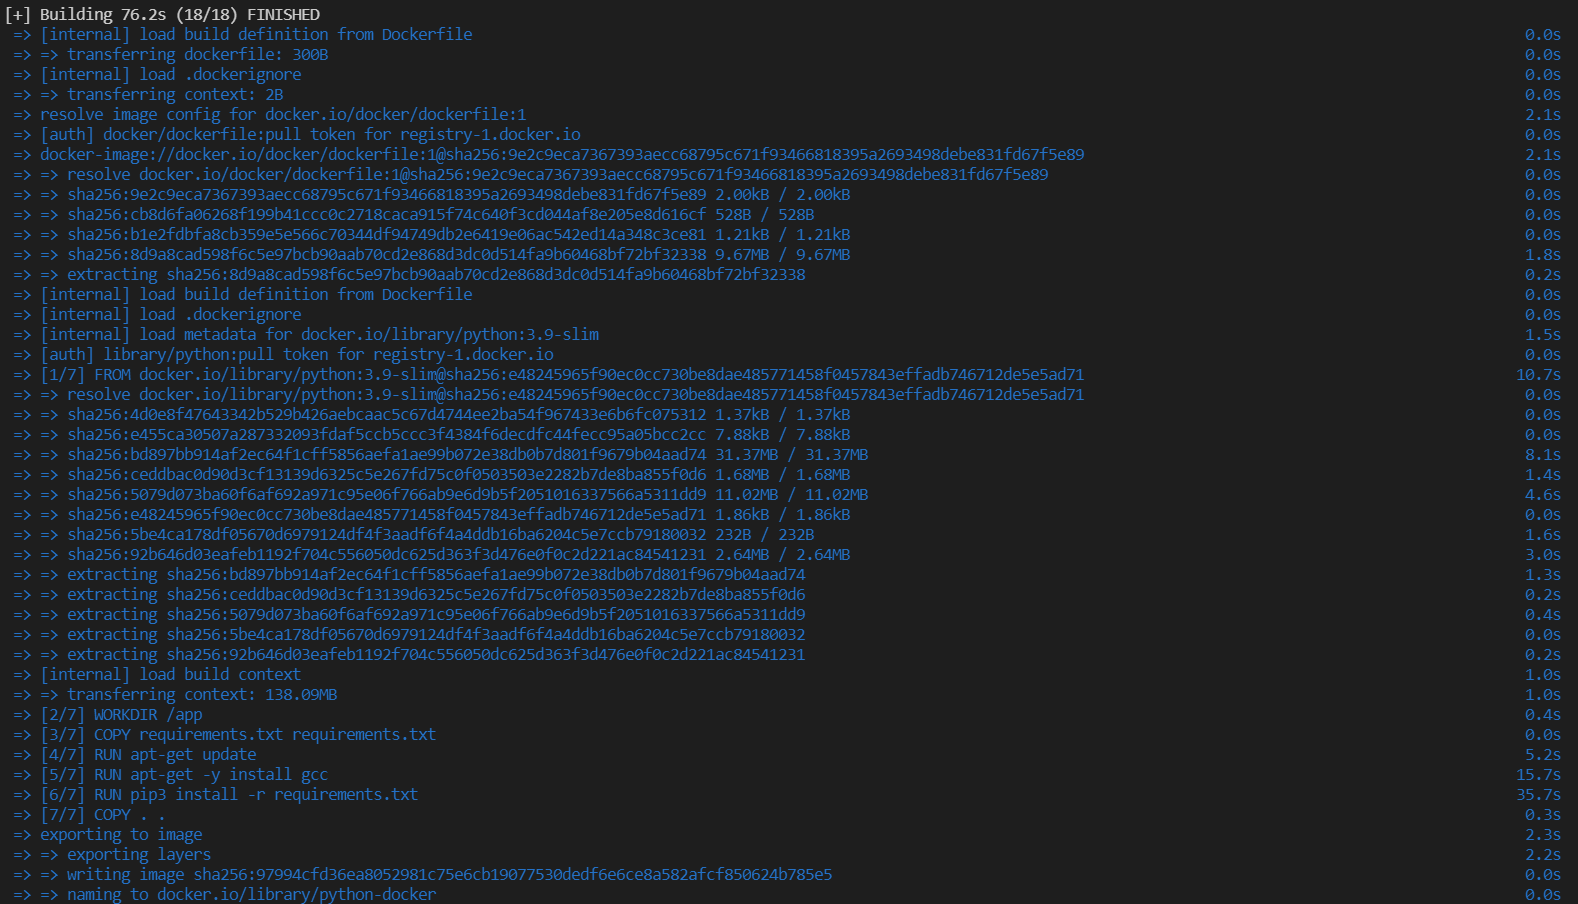 [+] Building 76.2s (18/18) FINISHED
=> [internal] load build definition from Dockerfile 0.0s
=> => transferring dockerfile: 300B 0.0s
=> [internal] load .dockerignore 0.0s
=> => transferring context: 2B 0.0s
=> resolve image config for docker.io/docker/dockerfile:1 2.1s
=> [auth] docker/dockerfile:pull token for registry-1.docker.io 0.0s
=> docker-image://docker.io/docker/dockerfile:1@sha256:9e2c9eca7367393aecc68795c671f93466818395a2693498debe831fd67f5e89 2.1s
=> => resolve docker.io/docker/dockerfile:1@sha256:9e2c9eca7367393aecc68795c671f93466818395a2693498debe831fd67f5e89 0.0s
=> => sha256:9e2c9eca7367393aecc68795c671f93466818395a2693498debe831fd67f5e89 2.00kB / 2.00kB 0.0s
=> => sha256:cb8d6fa06268f199b41ccc0c2718caca915f74c640f3cd044af8e205e8d616cf 528B / 528B 0.0s
=> => sha256:b1e2fdbfa8cb359e5e566c70344df94749db2e6419e06ac542ed14a348c3ce81 1.21kB / 1.21kB 0.0s
=> => sha256:8d9a8cad598f6c5e97bcb90aab70cd2e868d3dc0d514fa9b60468bf72bf32338 9.67MB / 9.67MB 1.8s
=> => extracting sha256:8d9a8cad598f6c5e97bcb90aab70cd2e868d3dc0d514fa9b60468bf72bf32338 0.2s
=> [internal] load build definition from Dockerfile 0.0s
=> [internal] load .dockerignore 0.0s
=> [internal] load metadata for docker.io/library/python:3.9-slim 1.5s
=> [auth] library/python:pull token for registry-1.docker.io 0.0s
=> [1/7] FROM docker.io/library/python:3.9-slim@sha256:e48245965f90ec0cc730be8dae485771458f0457843effadb746712de5e5ad71 10.7s
=> => resolve docker.io/library/python:3.9-slim@sha256:e48245965f90ec0cc730be8dae485771458f0457843effadb746712de5e5ad71 0.0s
=> => sha256:4d0e8f47643342b529b426aebcaac5c67d4744ee2ba54f967433e6b6fc075312 1.37kB / 1.37kB 0.0s
=> => sha256:e455ca30507a287332093fdaf5ccb5ccc3f4384f6decdfc44fecc95a05bcc2cc 7.88kB / 7.88kB 0.0s
=> => sha256:bd897bb914af2ec64f1cff5856aefa1ae99b072e38db0b7d801f9679b04aad74 31.37MB / 31.37MB 8.1s
=> => sha256:ceddbac0d90d3cf13139d6325c5e267fd75c0f0503503e2282b7de8ba855f0d6 1.68MB / 1.68MB 1.4s
=> => sha256:5079d073ba60f6af692a971c95e06f766ab9e6d9b5f2051016337566a5311dd9 11.02MB / 11.02MB 4.6s
=> => sha256:e48245965f90ec0cc730be8dae485771458f0457843effadb746712de5e5ad71 1.86kB / 1.86kB 0.0s
=> => sha256:5be4ca178df05670d6979124df4f3aadf6f4a4ddb16ba6204c5e7ccb79180032 232B / 232B 1.6s
=> => sha256:92b646d03eafeb1192f704c556050dc625d363f3d476e0f0c2d221ac84541231 2.64MB / 2.64MB 3.0s
=> => extracting sha256:bd897bb914af2ec64f1cff5856aefa1ae99b072e38db0b7d801f9679b04aad74 1.3s
=> => extracting sha256:ceddbac0d90d3cf13139d6325c5e267fd75c0f0503503e2282b7de8ba855f0d6 0.2s
=> => extracting sha256:5079d073ba60f6af692a971c95e06f766ab9e6d9b5f2051016337566a5311dd9 0.4s
=> => extracting sha256:5be4ca178df05670d6979124df4f3aadf6f4a4ddb16ba6204c5e7ccb79180032 0.0s
=> => extracting sha256:92b646d03eafeb1192f704c556050dc625d363f3d476e0f0c2d221ac84541231 0.2s
=> [internal] load build context 1.0s
=> => transferring context: 138.09MB 1.0s
=> [2/7] WORKDIR /app 0.4s
=> [3/7] COPY requirements.txt requirements.txt 0.0s
=> [4/7] RUN apt-get update 5.2s
=> [5/7] RUN apt-get -y install gcc 15.7s
=> [6/7] RUN pip3 install -r requirements.txt 35.7s
=> [7/7] COPY . . 0.3s
=> exporting to image 2.3s
=> => exporting layers 2.2s
=> => writing image sha256:97994cfd36ea8052981c75e6cb19077530dedf6e6ce8a582afcf850624b785e5 0.0s
=> => naming to docker.io/library/python-docker 0.0s